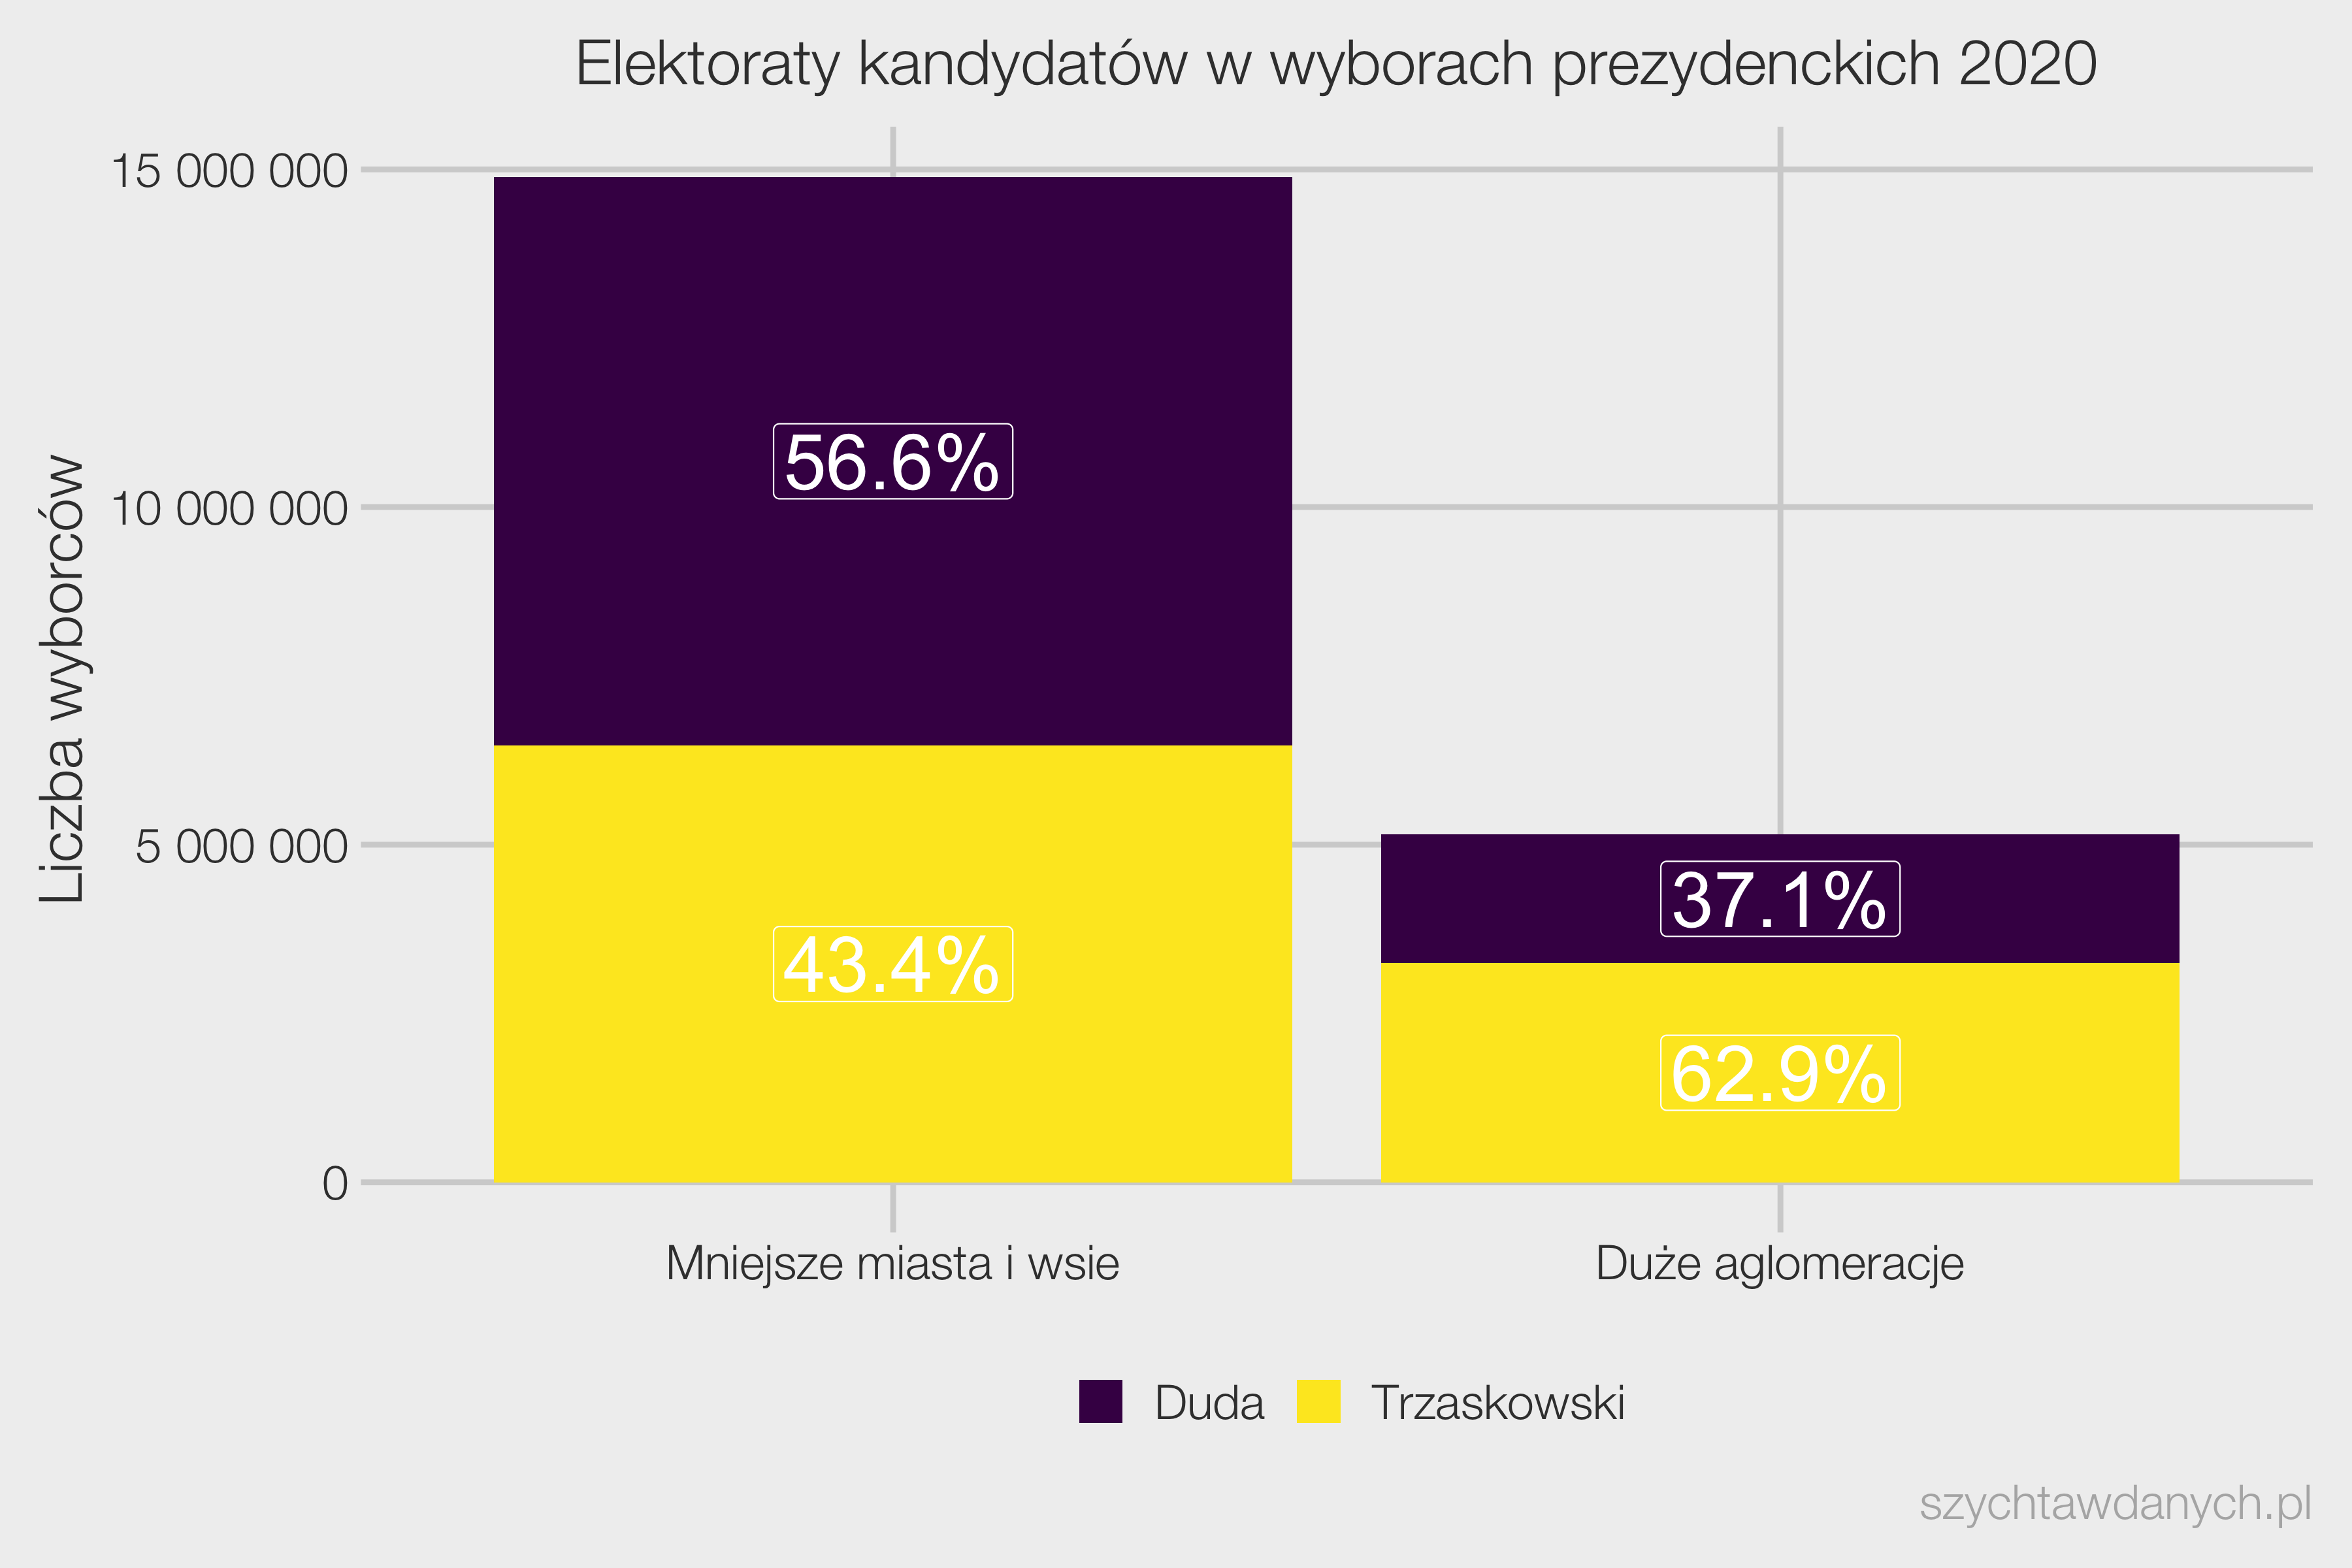 Elektoraty kandydatów w wyborach prezydenckich 2020
Liczba wyborców
15 000 000
10 000 000
5 000 000
0
56.6%
43.4%
37.1%
62.9%
Mniejsze miasta i wsie
Duże aglomeracje
Duda
Trzaskowski
szychtawdanych.pl